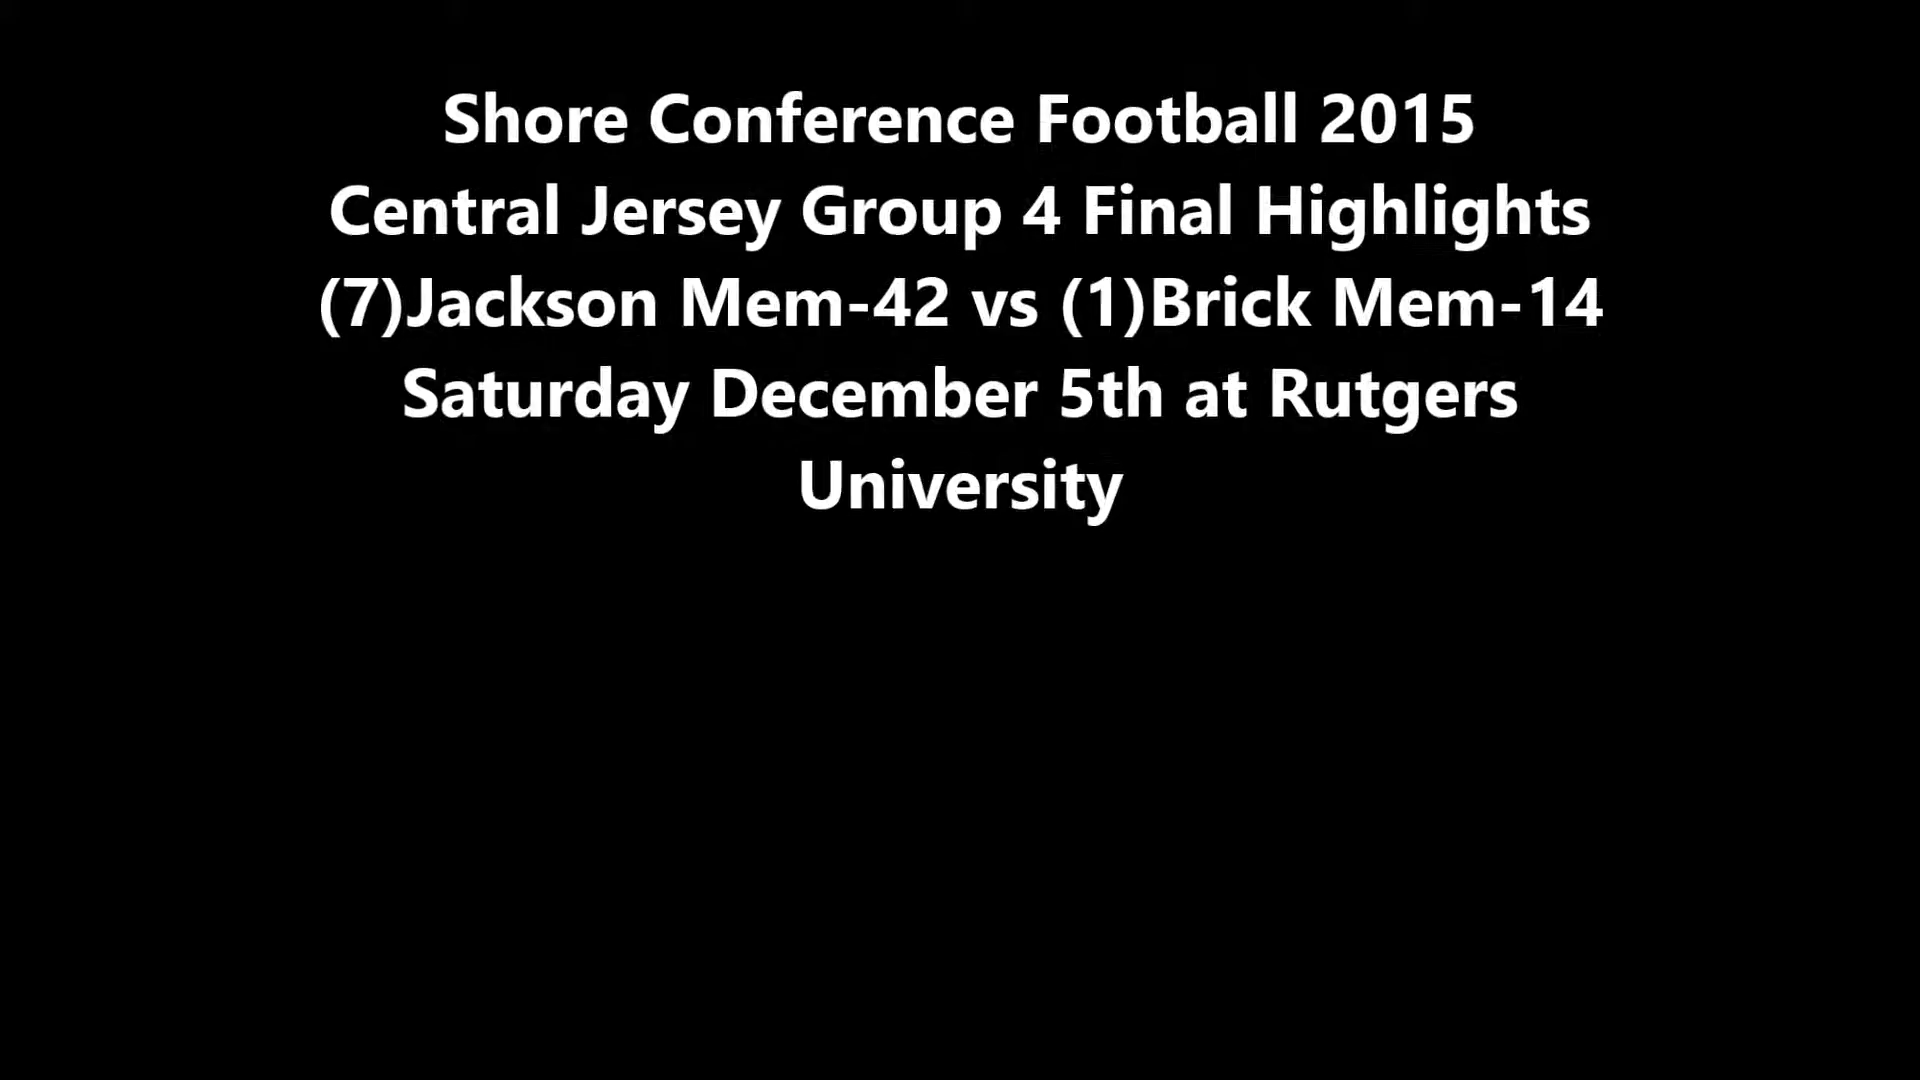 Shore Conference Football 2015
Central Jersey Group 4 Final Highlights
(7)Jackson Mem-42 vs (1)Brick Mem-14
Saturday December 5th at Rutgers
University